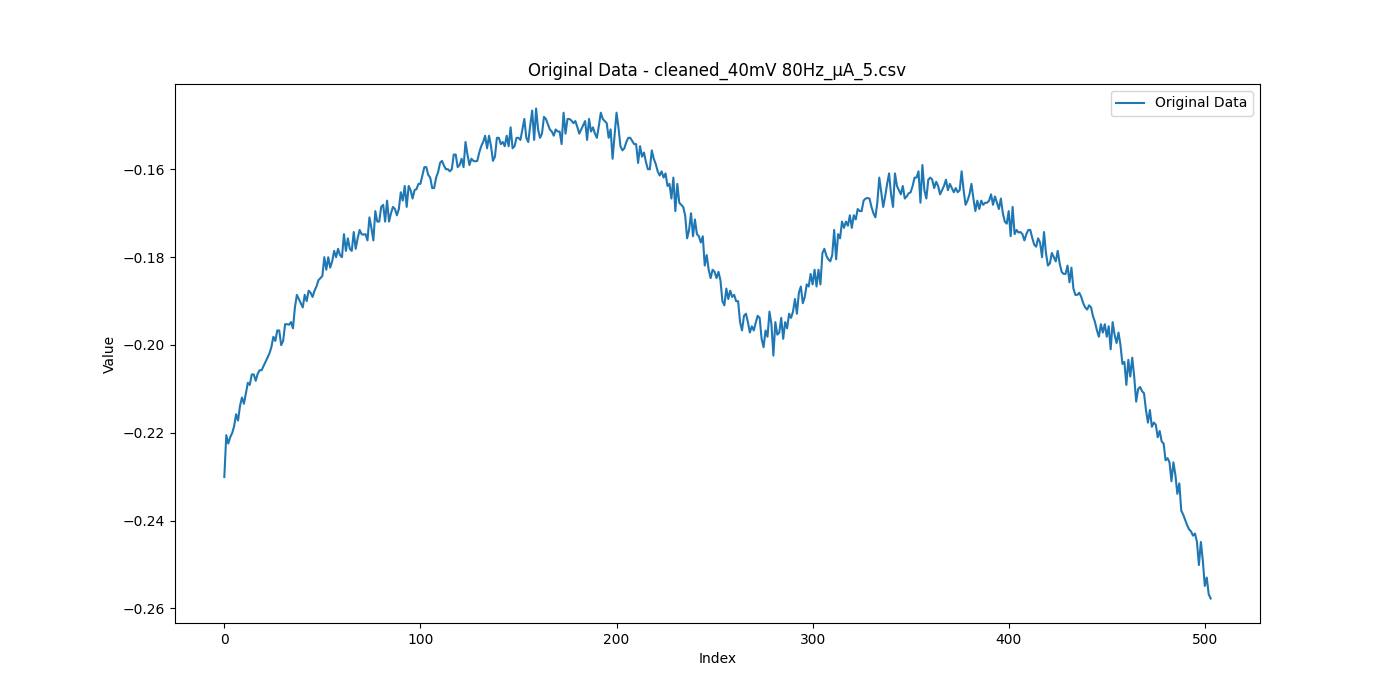 Original Data - cleaned_40mV 80Hz_μA_5.csv
Original Data
Value
−0.16
−0.18
−0.20
−0.22
−0.24
−0.26
0 100 200 300 400 500
Index